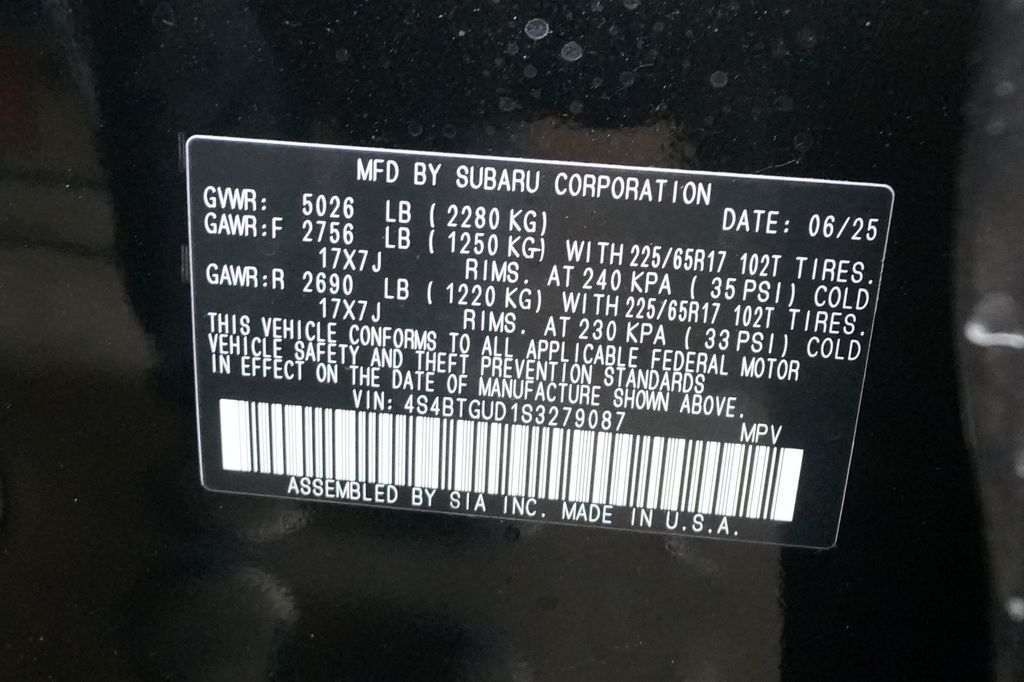 MFD BY SUBARU CORPORATION
GVWR: 5026 LB ( 2280 KG) DATE: 06/25
GAWR:F 2756 LB ( 1250 KG) WITH 225/65R17 102T TIRES.
17X7J RIMS. AT 240 KPA ( 35 PSI) COLD
GAWR:R 2690 LB ( 1220 KG) WITH 225/65R17 102T TIRES.
17X7J RIMS. AT 230 KPA ( 33 PSI) COLD
THIS VEHICLE CONFORMS TO ALL APPLICABLE FEDERAL MOTOR
VEHICLE SAFETY AND THEFT PREVENTION STANDARDS
IN EFFECT ON THE DATE OF MANUFACTURE SHOWN ABOVE.
VIN: 4S4BTGUD1S3279087 MPV
ASSEMBLED BY SIA INC. MADE IN U.S.A.